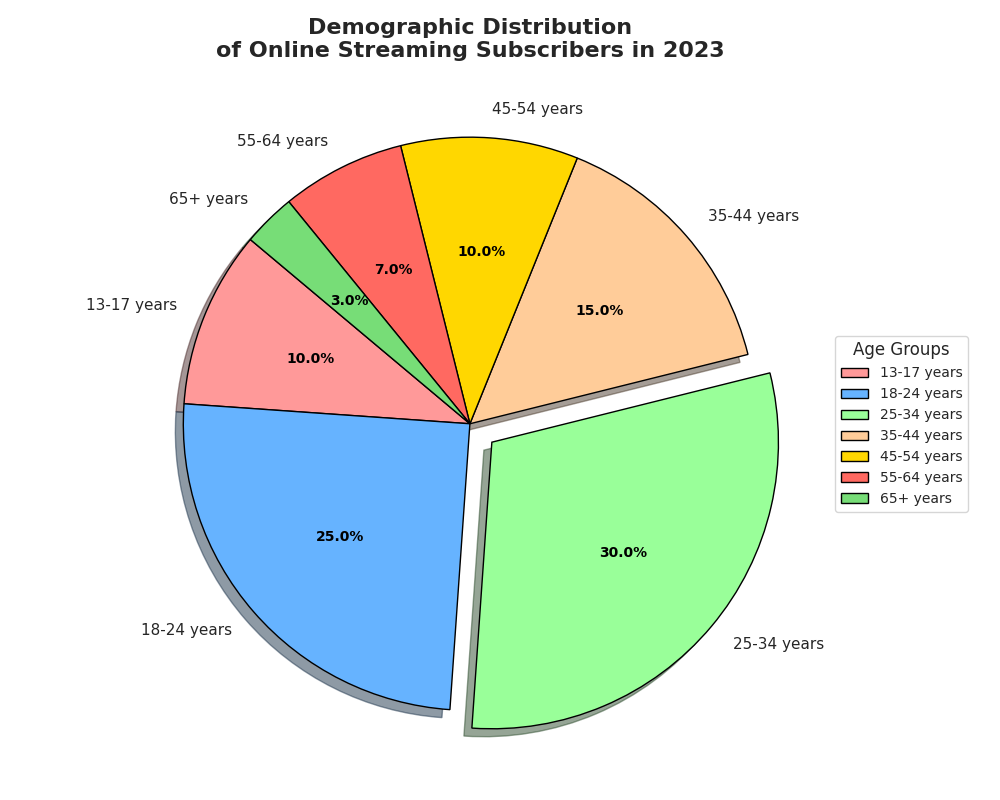 Demographic Distribution
of Online Streaming Subscribers in 2023
45-54 years
55-64 years
65+ years
35-44 years
13-17 years
10.0%
7.0%
3.0%
15.0%
10.0%
25.0%
30.0%
18-24 years
25-34 years
Age Groups
13-17 years
18-24 years
25-34 years
35-44 years
45-54 years
55-64 years
65+ years